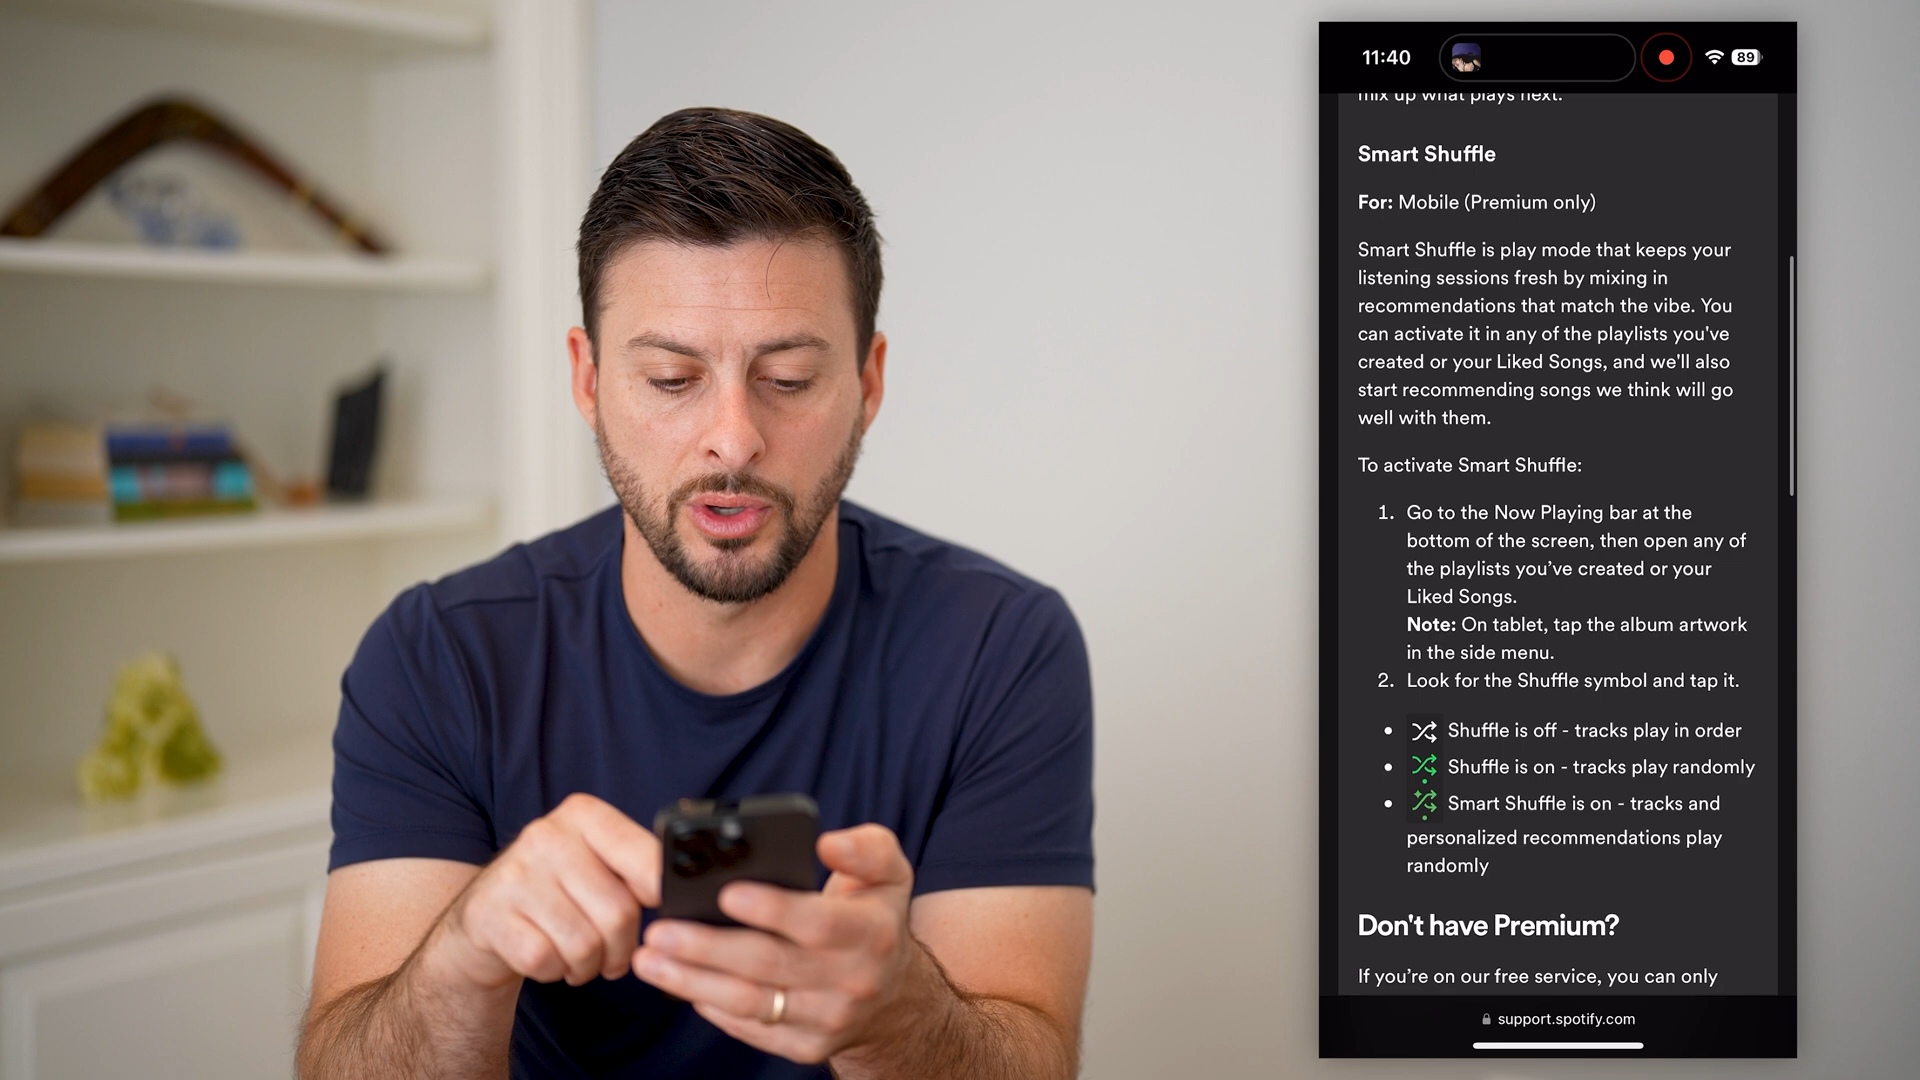 11:40
89
mix up what plays next.
Smart Shuffle
For: Mobile (Premium only)
Smart Shuffle is play mode that keeps your
listening sessions fresh by mixing in
recommendations that match the vibe. You
can activate it in any of the playlists you've
created or your Liked Songs, and we'll also
start recommending songs we think will go
well with them.
To activate Smart Shuffle:
1. Go to the Now Playing bar at the
bottom of the screen, then open any of
the playlists you’ve created or your
Liked Songs.
Note: On tablet, tap the album artwork
in the side menu.
2. Look for the Shuffle symbol and tap it.
• Shuffle is off - tracks play in order
• Shuffle is on - tracks play randomly
• Smart Shuffle is on - tracks and
personalized recommendations play
randomly
Don't have Premium?
If you’re on our free service, you can only
support.spotify.com